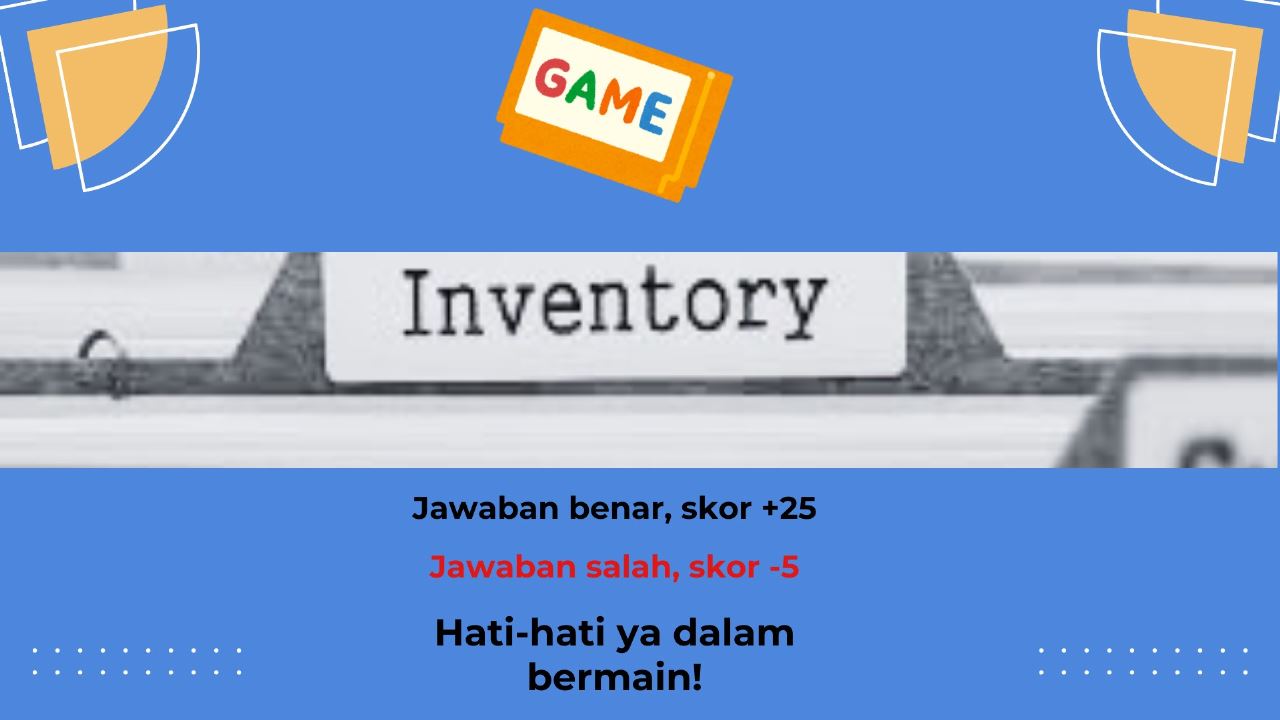 GAME
Inventory
Jawaban benar, skor +25
Jawaban salah, skor -5
Hati-hati ya dalam
bermain!